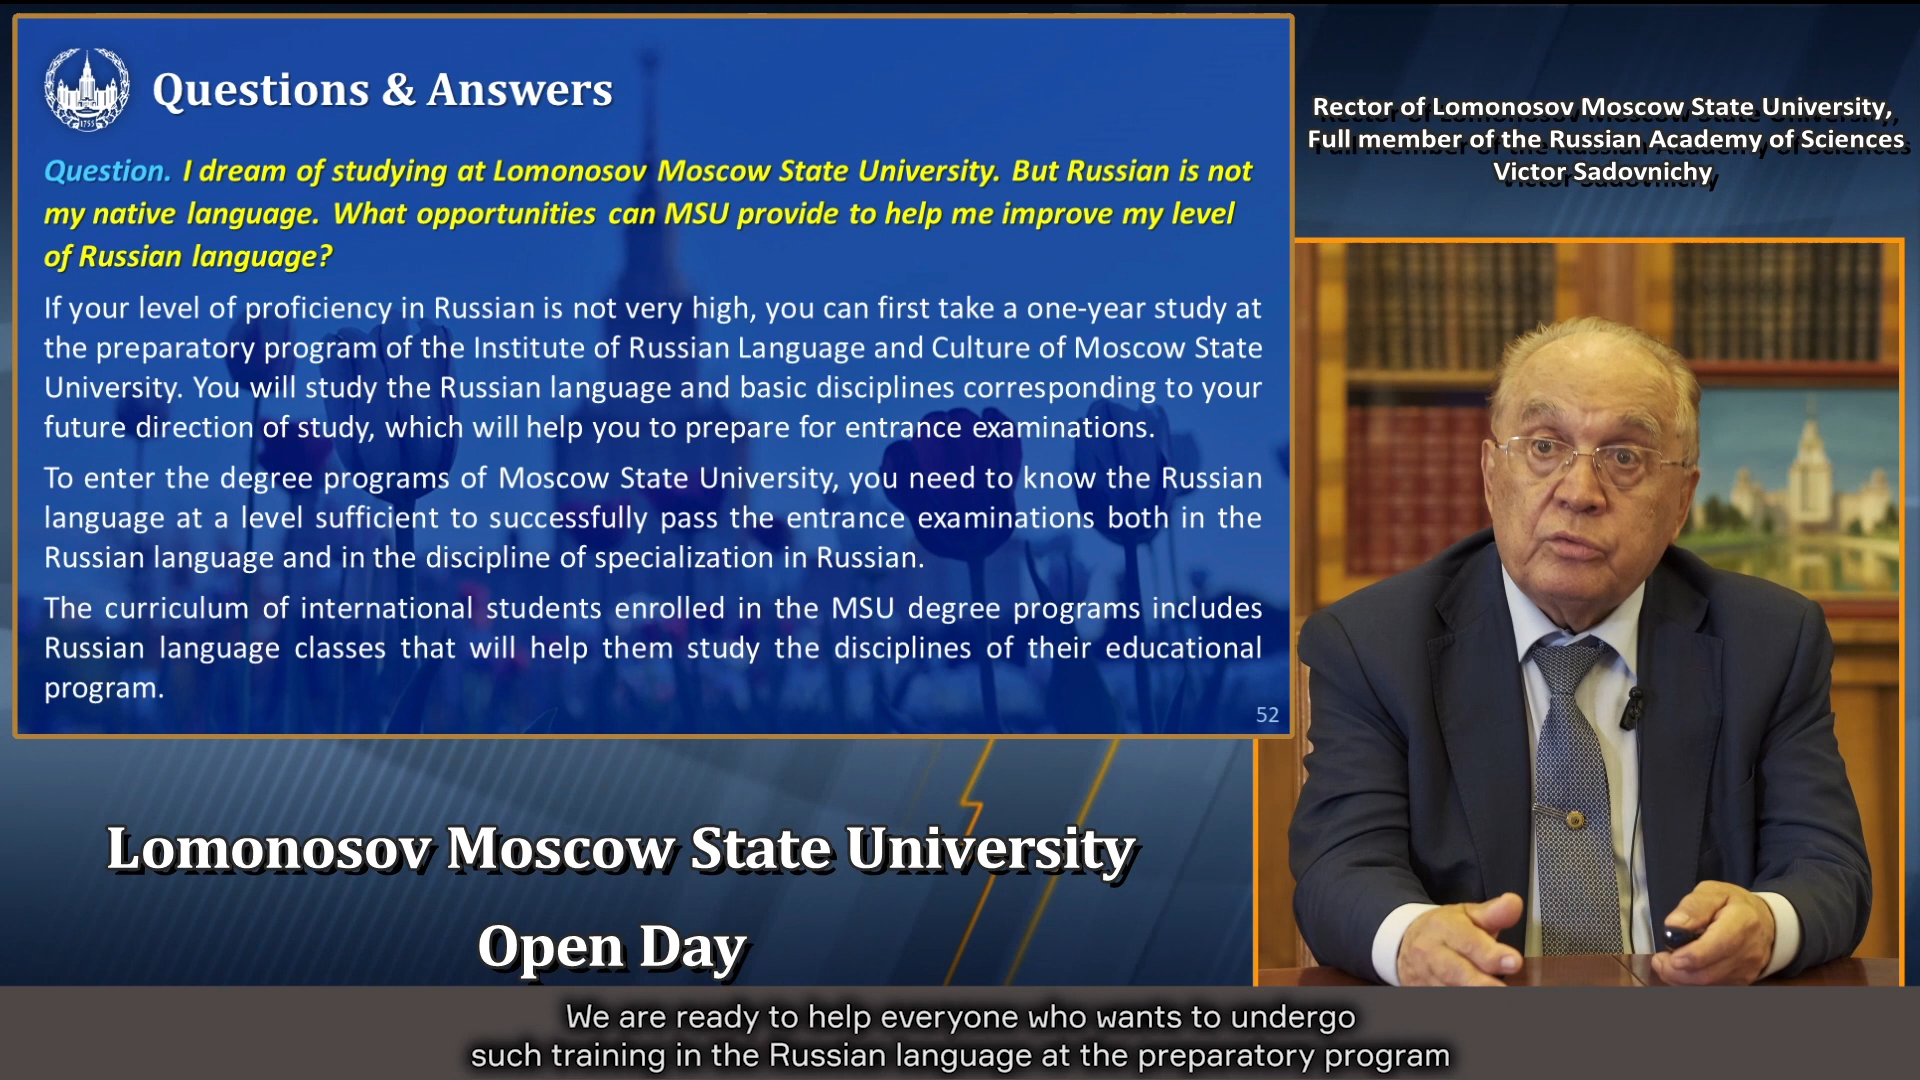 Questions & Answers
1755
Question. I dream of studying at Lomonosov Moscow State University. But Russian is not
my native language. What opportunities can MSU provide to help me improve my level
of Russian language?
If your level of proficiency in Russian is not very high, you can first take a one-year study at
the preparatory program of the Institute of Russian Language and Culture of Moscow State
University. You will study the Russian language and basic disciplines corresponding to your
future direction of study, which will help you to prepare for entrance examinations.
To enter the degree programs of Moscow State University, you need to know the Russian
language at a level sufficient to successfully pass the entrance examinations both in the
Russian language and in the discipline of specialization in Russian.
The curriculum of international students enrolled in the MSU degree programs includes
Russian language classes that will help them study the disciplines of their educational
program.
52
Rector of Lomonosov Moscow State University,
Full member of the Russian Academy of Sciences
Victor Sadovnichy
Lomonosov Moscow State University
Open Day
We are ready to help everyone who wants to undergo
such training in the Russian language at the preparatory program